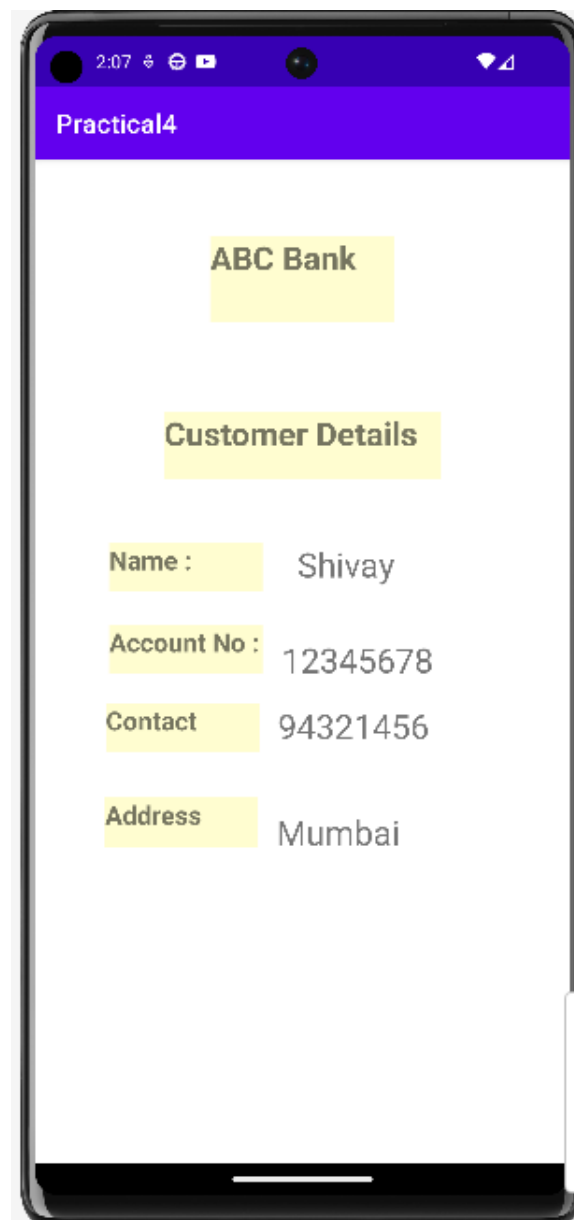 2:07
Practical4
ABC Bank
Customer Details
Name : Shivay
Account No : 12345678
Contact 94321456
Address Mumbai